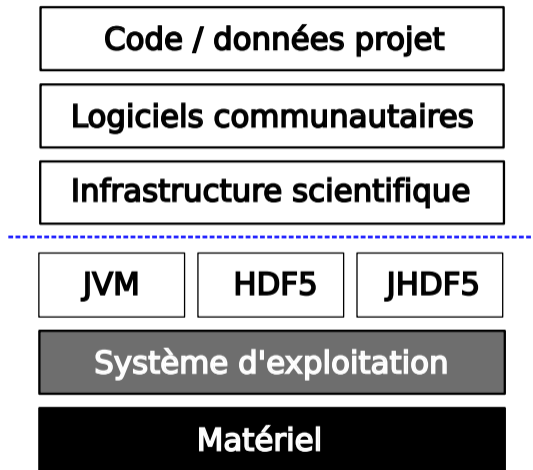 Code / données projet
Logiciels communautaires
Infrastructure scientifique
JVM HDF5 JHDF5
Système d'exploitation
Matériel